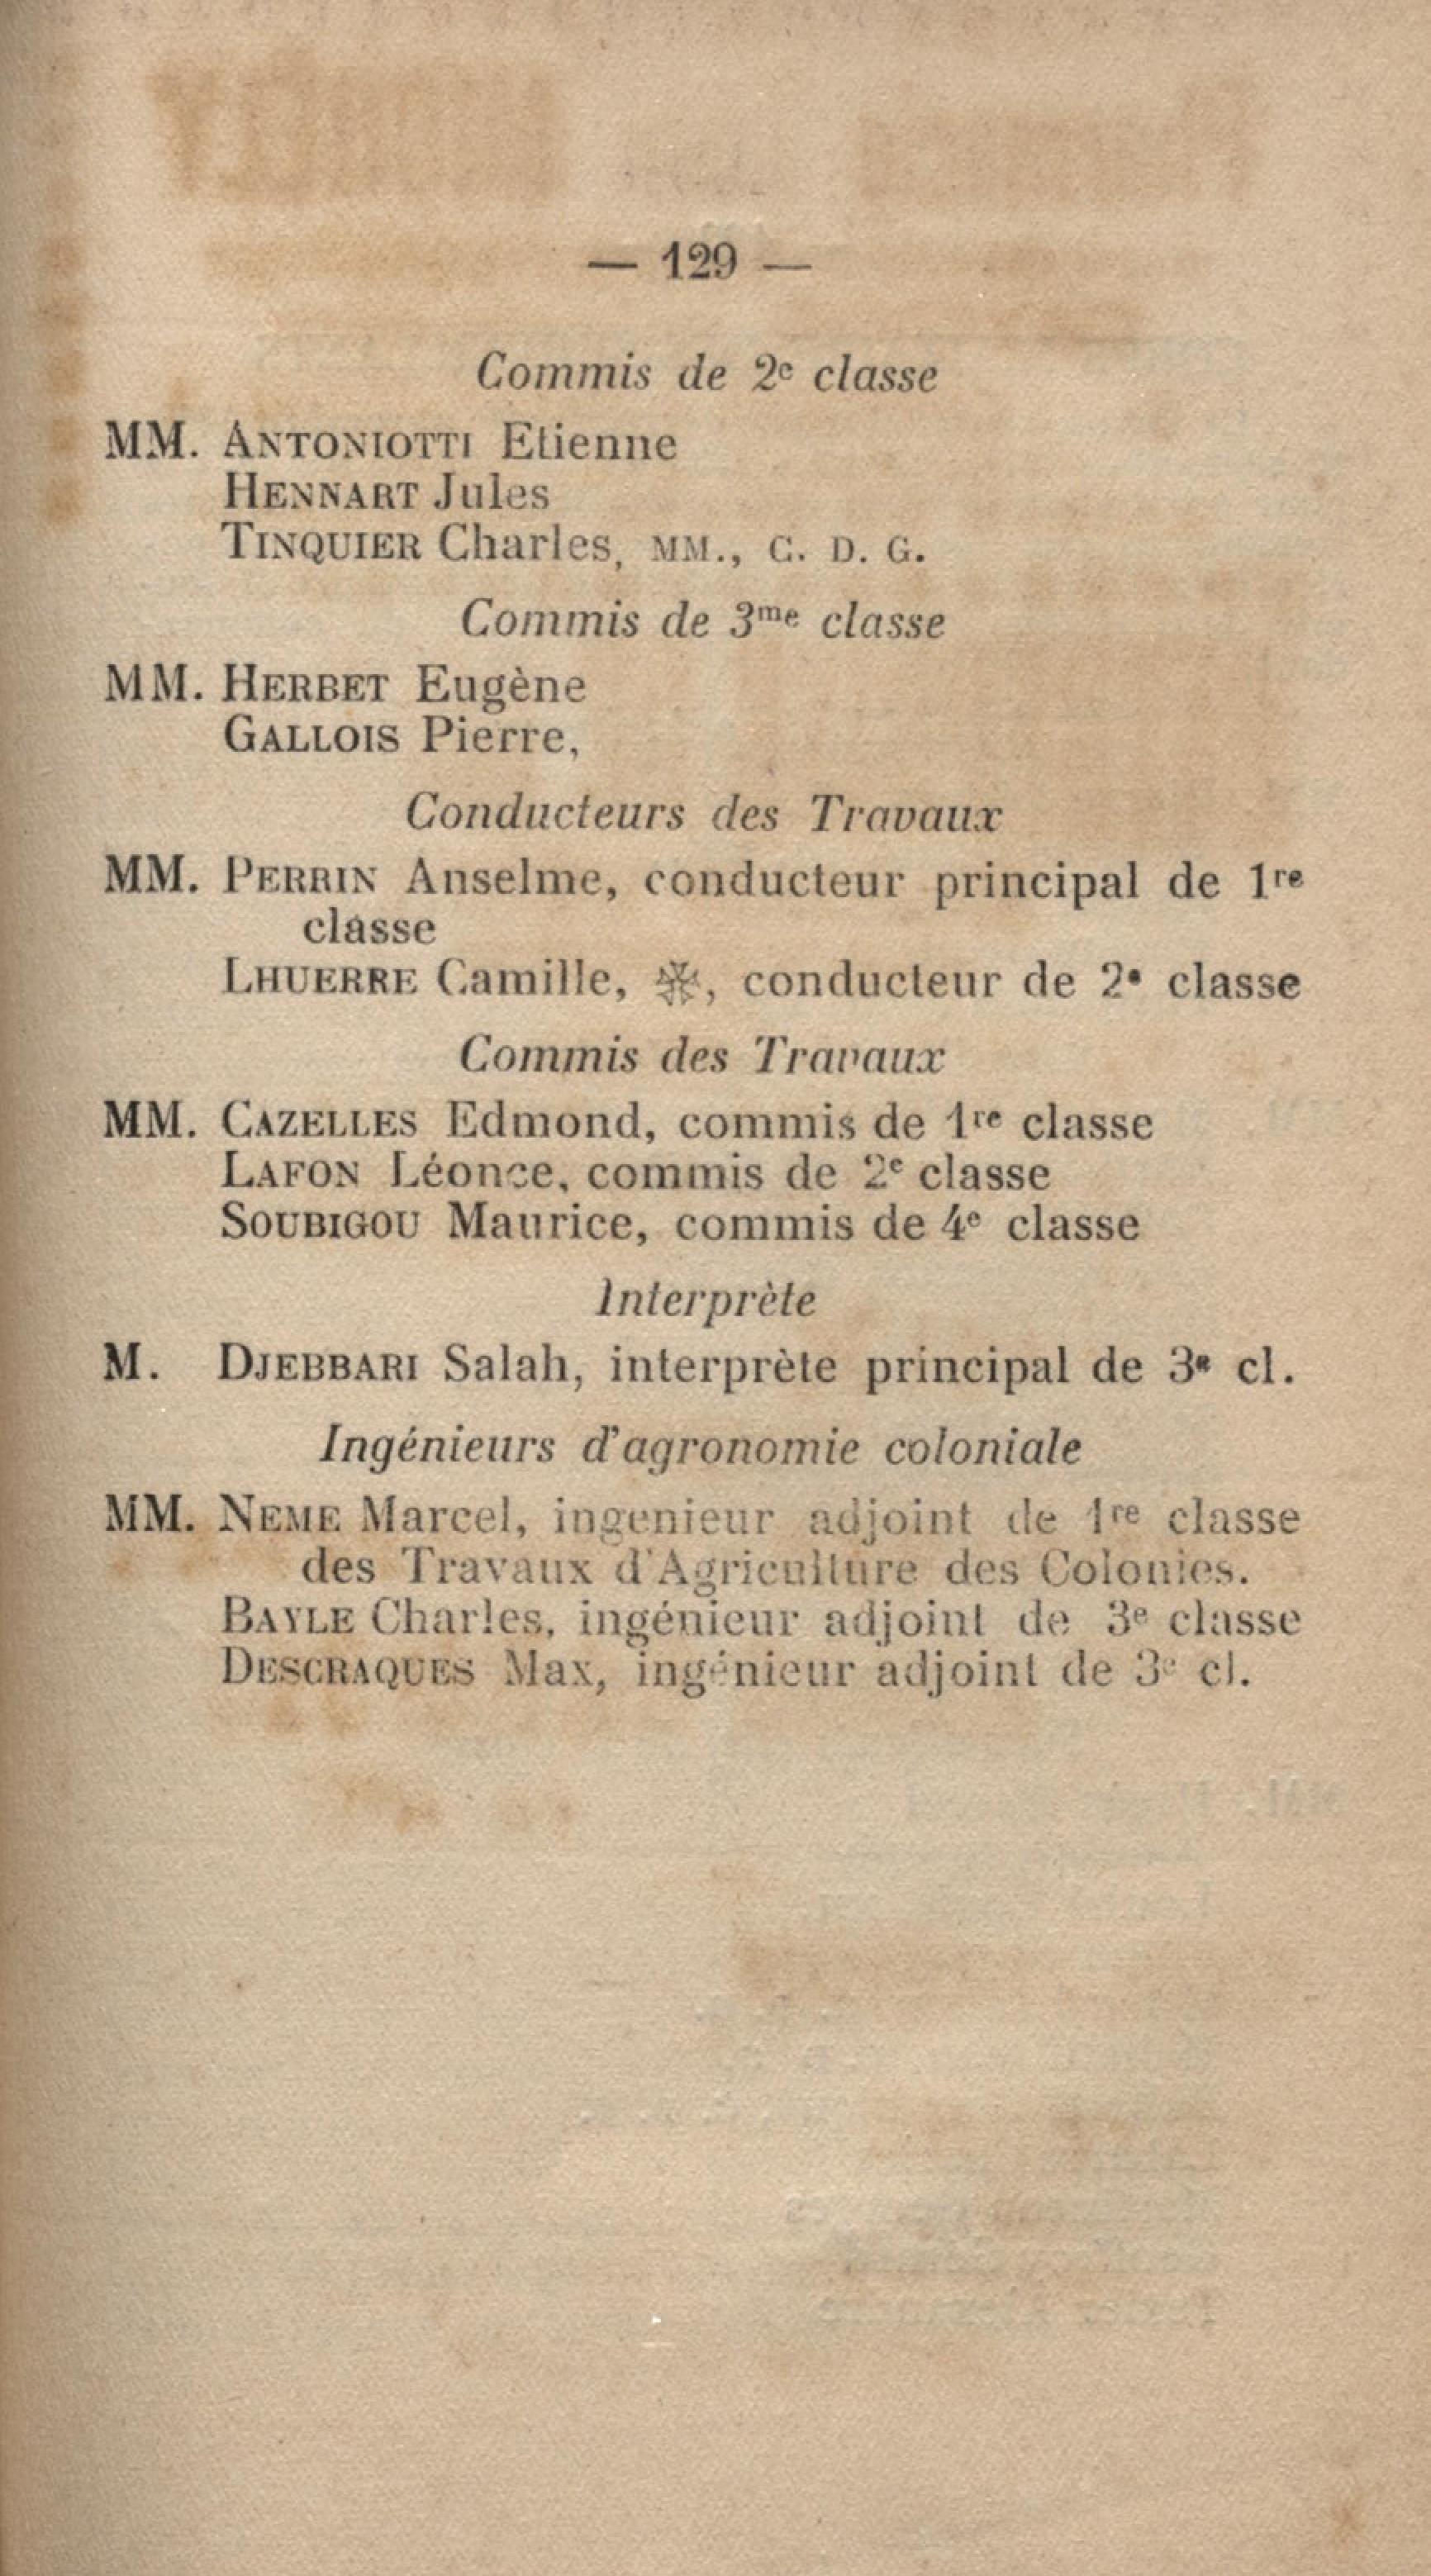 — 129 —
Commis de 2e classe
MM. ANTONIOTTI Etienne
HENNART Jules
TINQUIER Charles, MM., C. D. G.
Commis de 3me classe
MM. HERBET Eugène
GALLOIS Pierre,
Conducteurs des Travaux
MM. PERRIN Anselme, conducteur principal de 1re
classe
LHUERRE Camille, ✠, conducteur de 2e classe
Commis des Travaux
MM. CAZELLES Edmond, commis de 1re classe
LAFON Léonce, commis de 2e classe
SOUBIGOU Maurice, commis de 4e classe
Interprète
M. DJEBBARI Salah, interprète principal de 3e cl.
Ingénieurs d'agronomie coloniale
MM. NEME Marcel, ingenieur adjoint de 1re classe
des Travaux d'Agriculture des Colonies.
BAYLE Charles, ingénieur adjoint de 3e classe
DESCRAQUES Max, ingénieur adjoint de 3e cl.